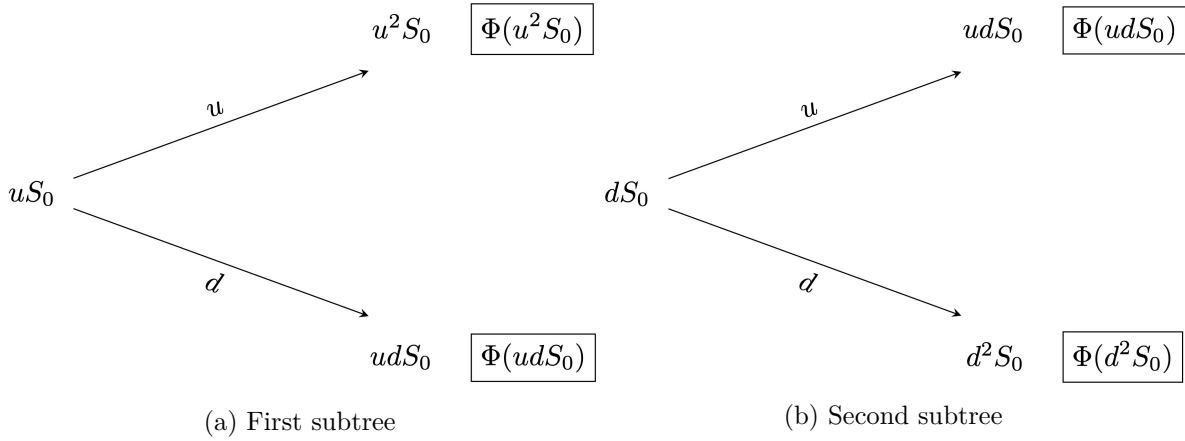 u²S₀ Φ(u²S₀)
u
uS₀
d
udS₀ Φ(udS₀)
(a) First subtree
udS₀ Φ(udS₀)
u
dS₀
d
d²S₀ Φ(d²S₀)
(b) Second subtree